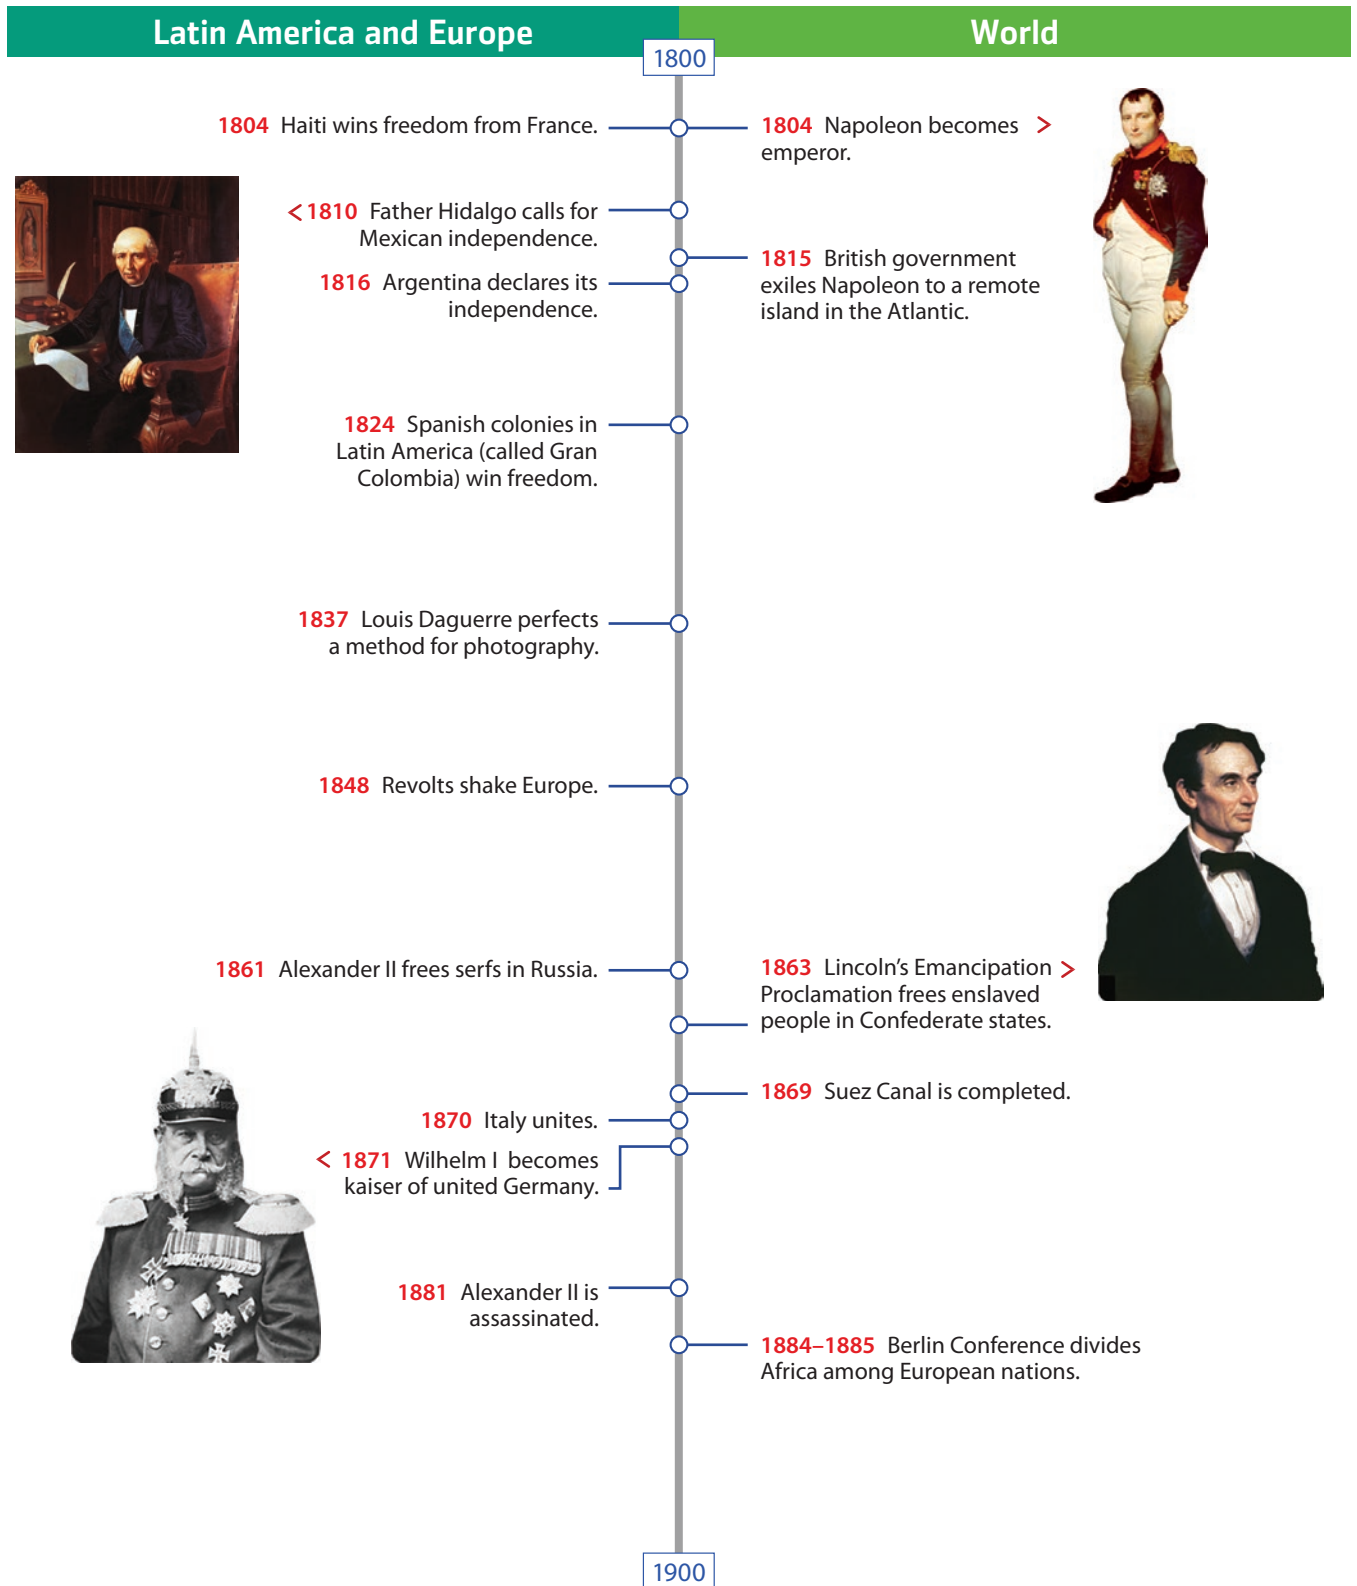 Latin America and Europe
World
1800
1804 Haiti wins freedom from France.
1804 Napoleon becomes >
emperor.
< 1810 Father Hidalgo calls for
Mexican independence.
1815 British government
exiles Napoleon to a remote
island in the Atlantic.
1816 Argentina declares its
independence.
1824 Spanish colonies in
Latin America (called Gran
Colombia) win freedom.
1837 Louis Daguerre perfects
a method for photography.
1848 Revolts shake Europe.
1861 Alexander II frees serfs in Russia.
1863 Lincoln’s Emancipation >
Proclamation frees enslaved
people in Confederate states.
1869 Suez Canal is completed.
1870 Italy unites.
< 1871 Wilhelm I becomes
kaiser of united Germany.
1881 Alexander II is
assassinated.
1884–1885 Berlin Conference divides
Africa among European nations.
1900